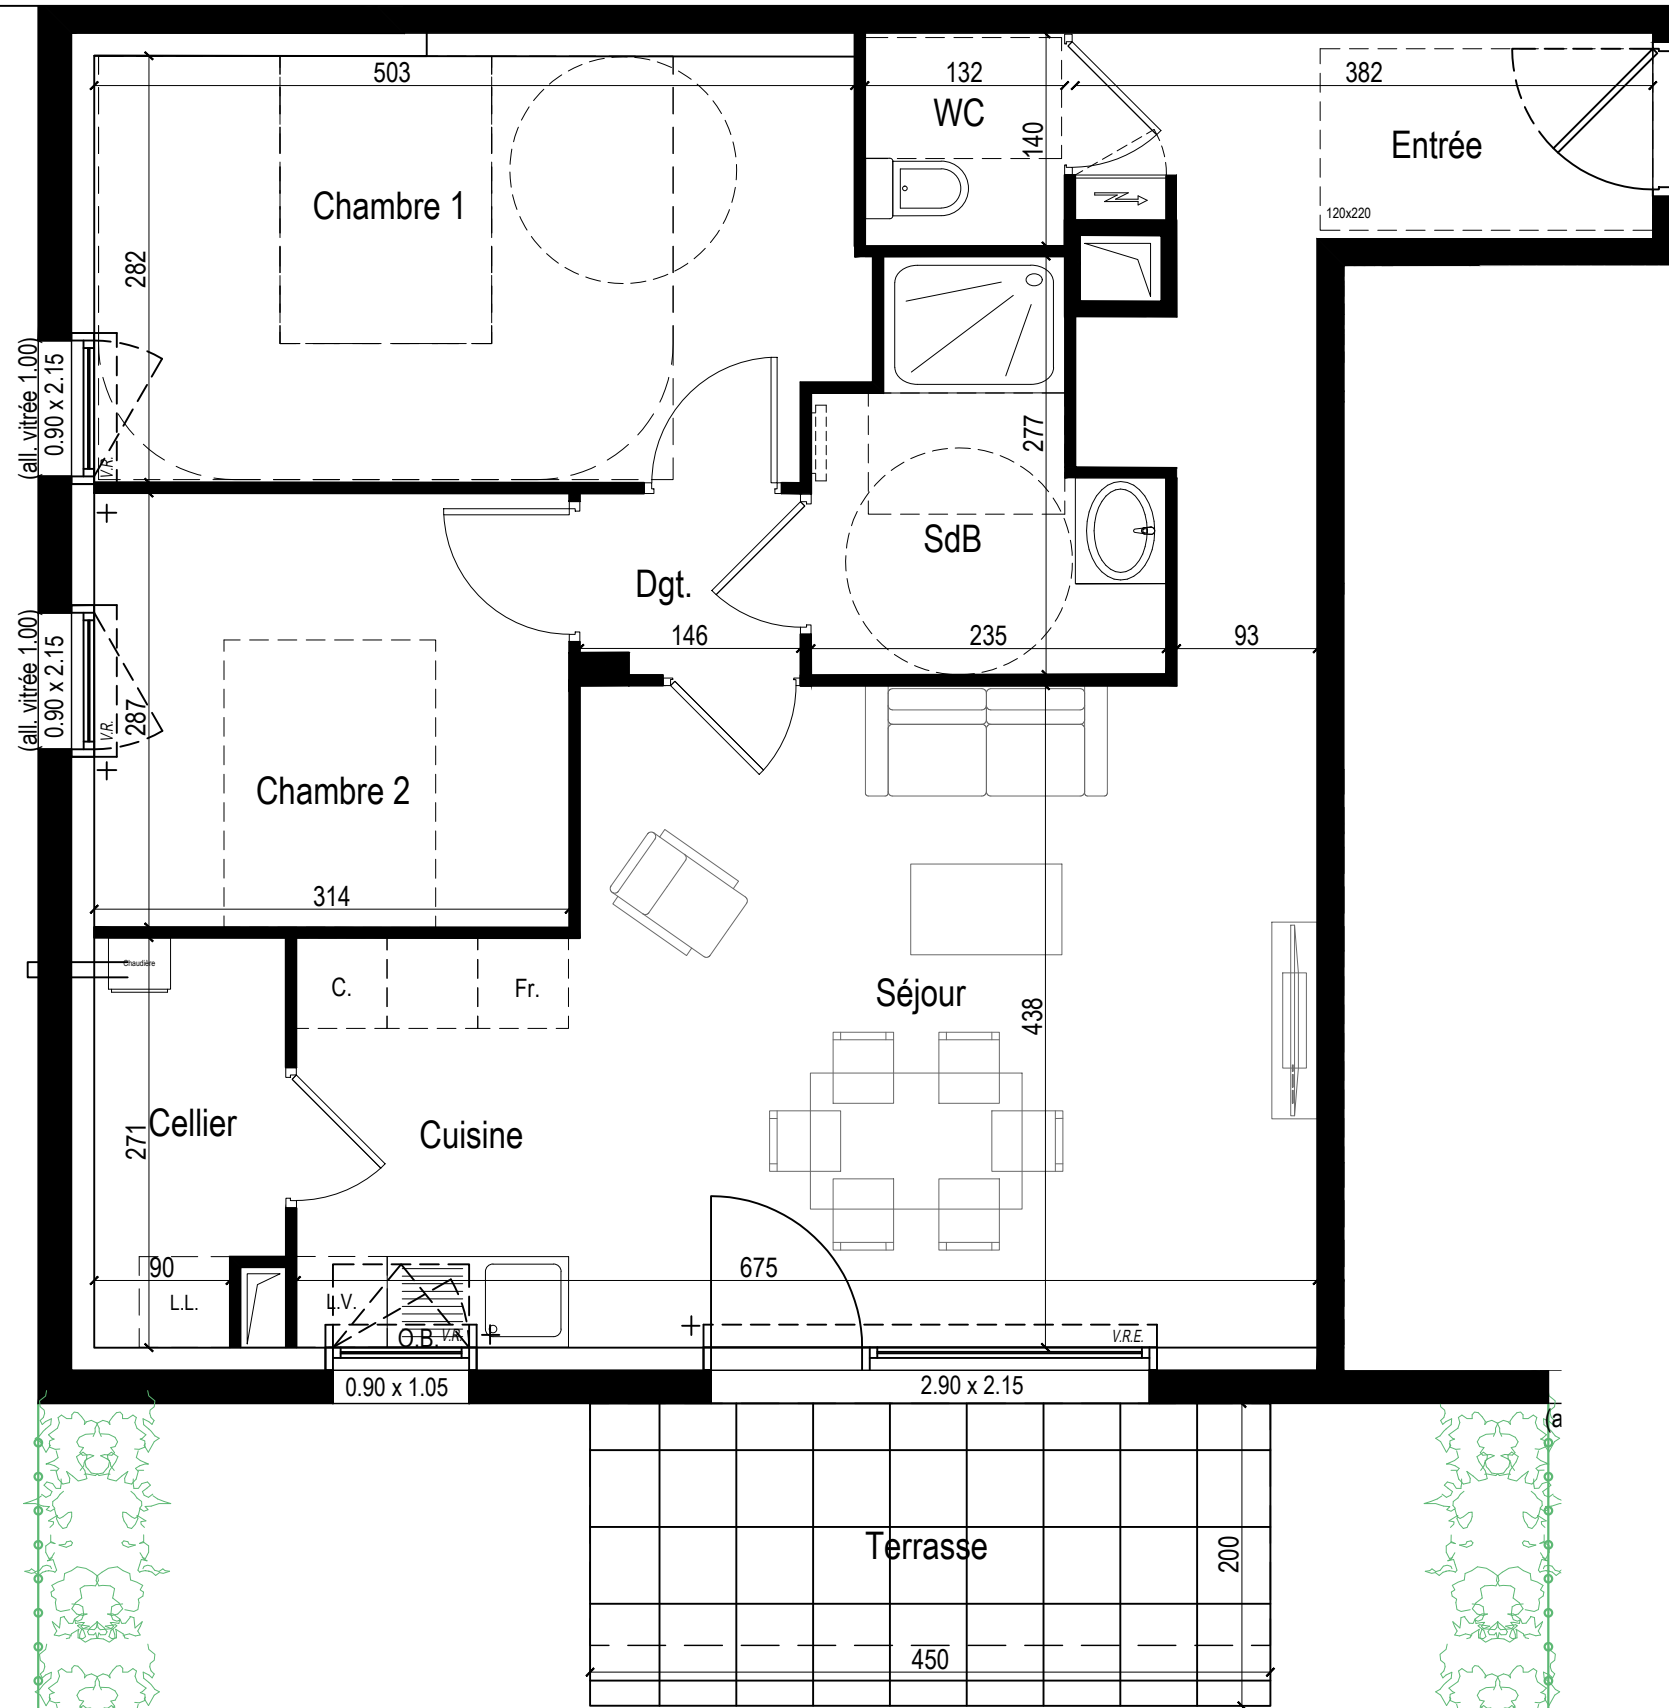 503
132
382
WC
140
Entrée
Chambre 1
120x220
282
(all. vitrée 1.00)
0.90 x 2.15
V.R.
277
SdB
Dgt.
146
235
93
(all. vitrée 1.00)
0.90 x 2.15
V.R.
287
Chambre 2
314
Chaudière
C.
Fr.
Séjour
438
Cellier
271
Cuisine
90
675
L.L.
L.V.
O.B.
V.R.
V.R.E.
0.90 x 1.05
2.90 x 2.15
(a
Terrasse
200
450